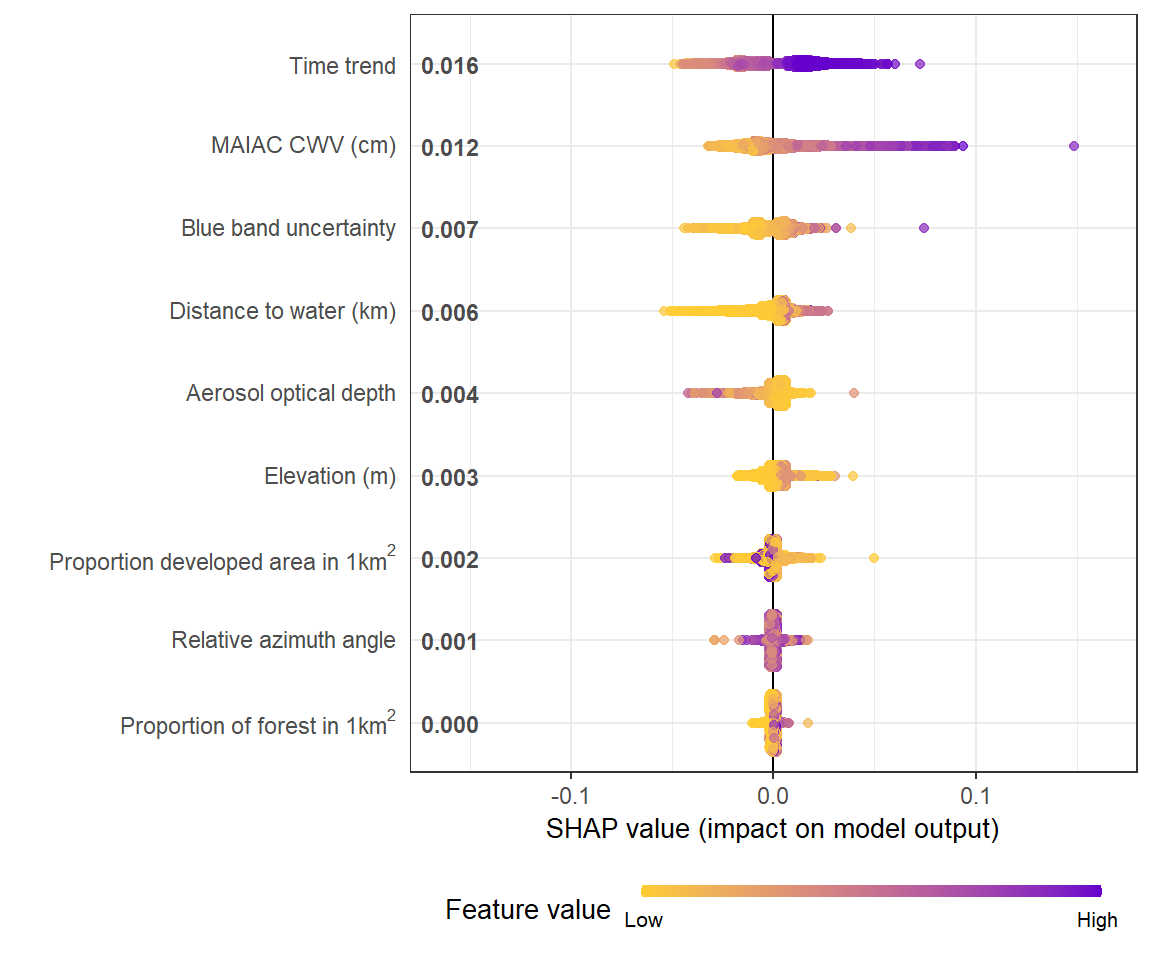 Time trend 0.016
MAIAC CWV (cm) 0.012
Blue band uncertainty 0.007
Distance to water (km) 0.006
Aerosol optical depth 0.004
Elevation (m) 0.003
Proportion developed area in 1km² 0.002
Relative azimuth angle 0.001
Proportion of forest in 1km² 0.000
-0.1 0.0 0.1
SHAP value (impact on model output)
Feature value
Low High